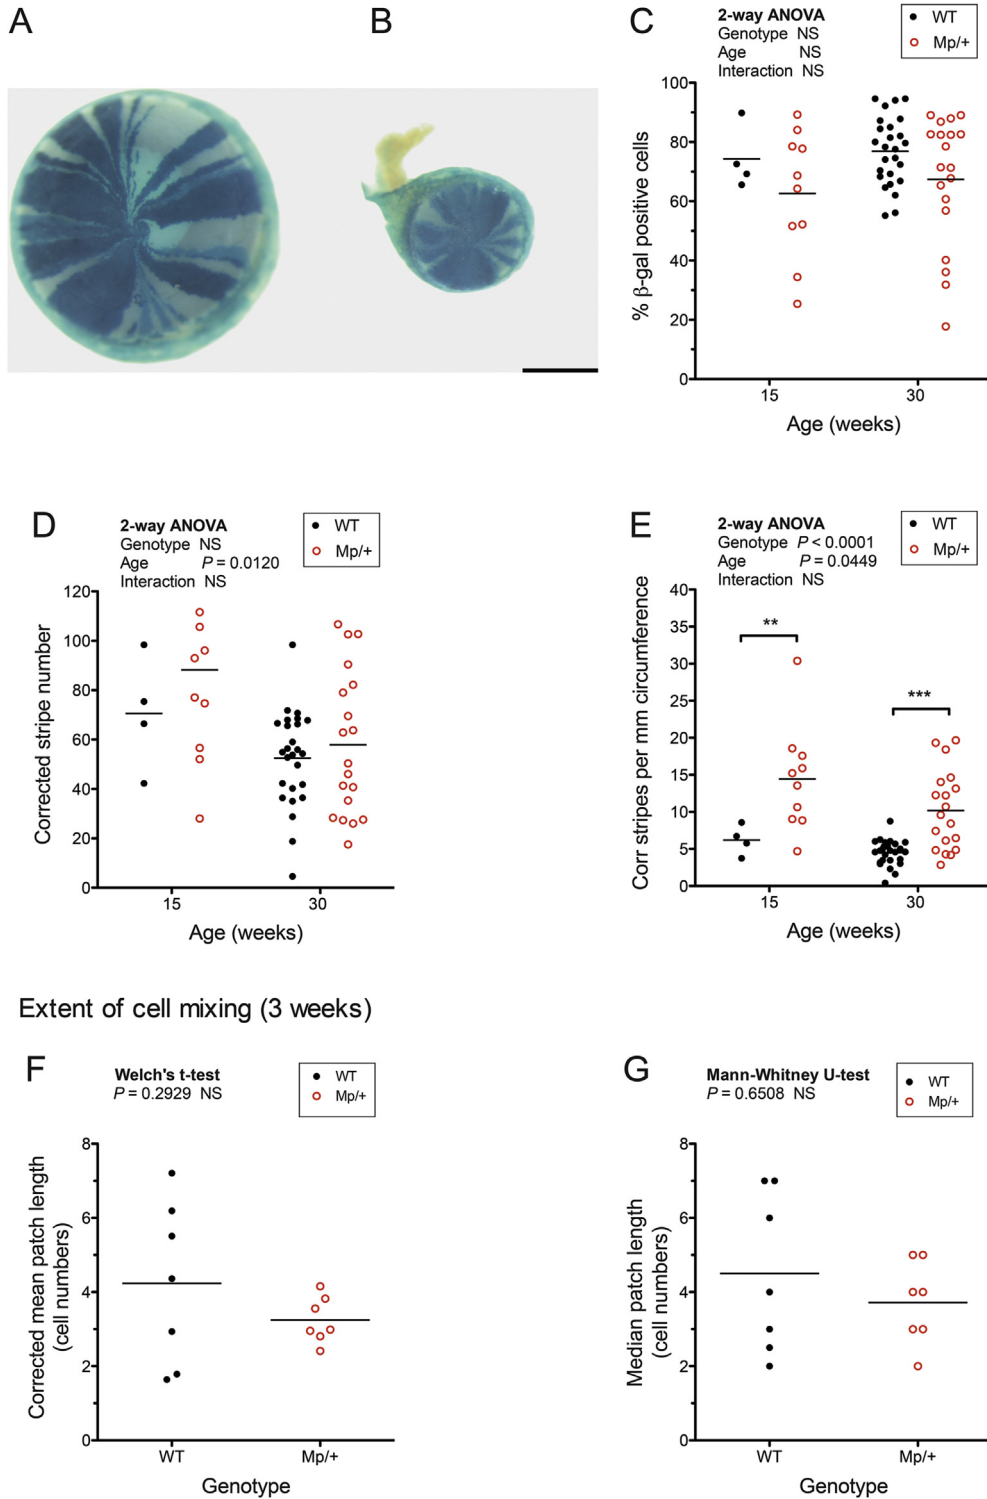 A
B
C
2-way ANOVA
Genotype NS
Age NS
Interaction NS
WT
Mp/+
% β-gal positive cells
100
80
60
40
20
0
15
30
Age (weeks)
D
2-way ANOVA
Genotype NS
Age P = 0.0120
Interaction NS
WT
Mp/+
Corrected stripe number
120
100
80
60
40
20
0
15
30
Age (weeks)
E
2-way ANOVA
Genotype P < 0.0001
Age P = 0.0449
Interaction NS
WT
Mp/+
Corr stripes per mm circumference
40
35
30
25
20
15
10
5
0
**
***
15
30
Age (weeks)
Extent of cell mixing (3 weeks)
F
Welch's t-test
P = 0.2929 NS
WT
Mp/+
Corrected mean patch length
(cell numbers)
8
6
4
2
0
WT
Mp/+
Genotype
G
Mann-Whitney U-test
P = 0.6508 NS
WT
Mp/+
Median patch length
(cell numbers)
8
6
4
2
0
WT
Mp/+
Genotype